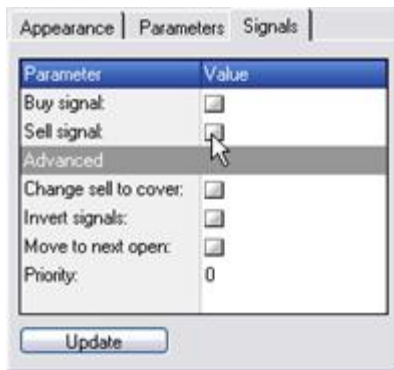 Appearance Parameters Signals
Parameter Value
Buy signal:
Sell signal:
Advanced
Change sell to cover:
Invert signals:
Move to next open:
Priority: 0
Update